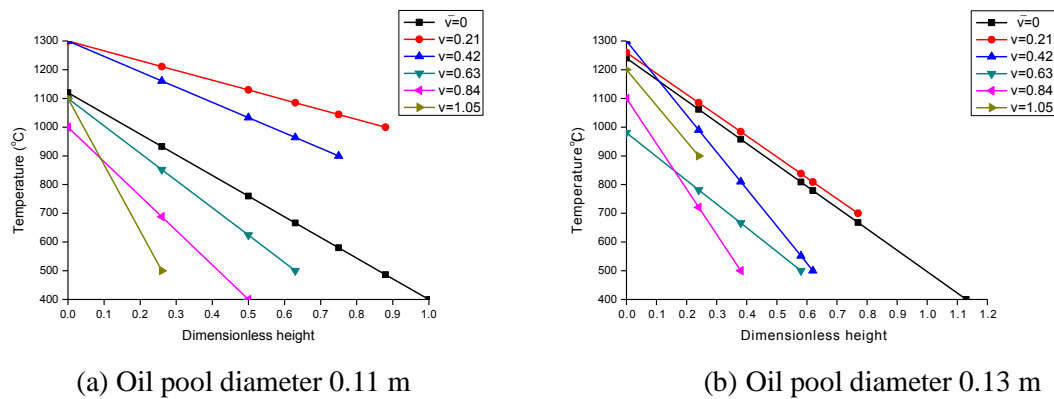 v̄=0
v=0.21
v=0.42
v=0.63
v=0.84
v=1.05
1300
1200
1100
1000
900
800
700
600
500
400
Temperature (°C)
0.0 0.1 0.2 0.3 0.4 0.5 0.6 0.7 0.8 0.9 1.0
Dimensionless height
(a) Oil pool diameter 0.11 m
v̄=0
v=0.21
v=0.42
v=0.63
v=0.84
v=1.05
1300
1200
1100
1000
900
800
700
600
500
400
Temperature(°C)
0.0 0.1 0.2 0.3 0.4 0.5 0.6 0.7 0.8 0.9 1.0 1.1 1.2
Dimensionless height
(b) Oil pool diameter 0.13 m